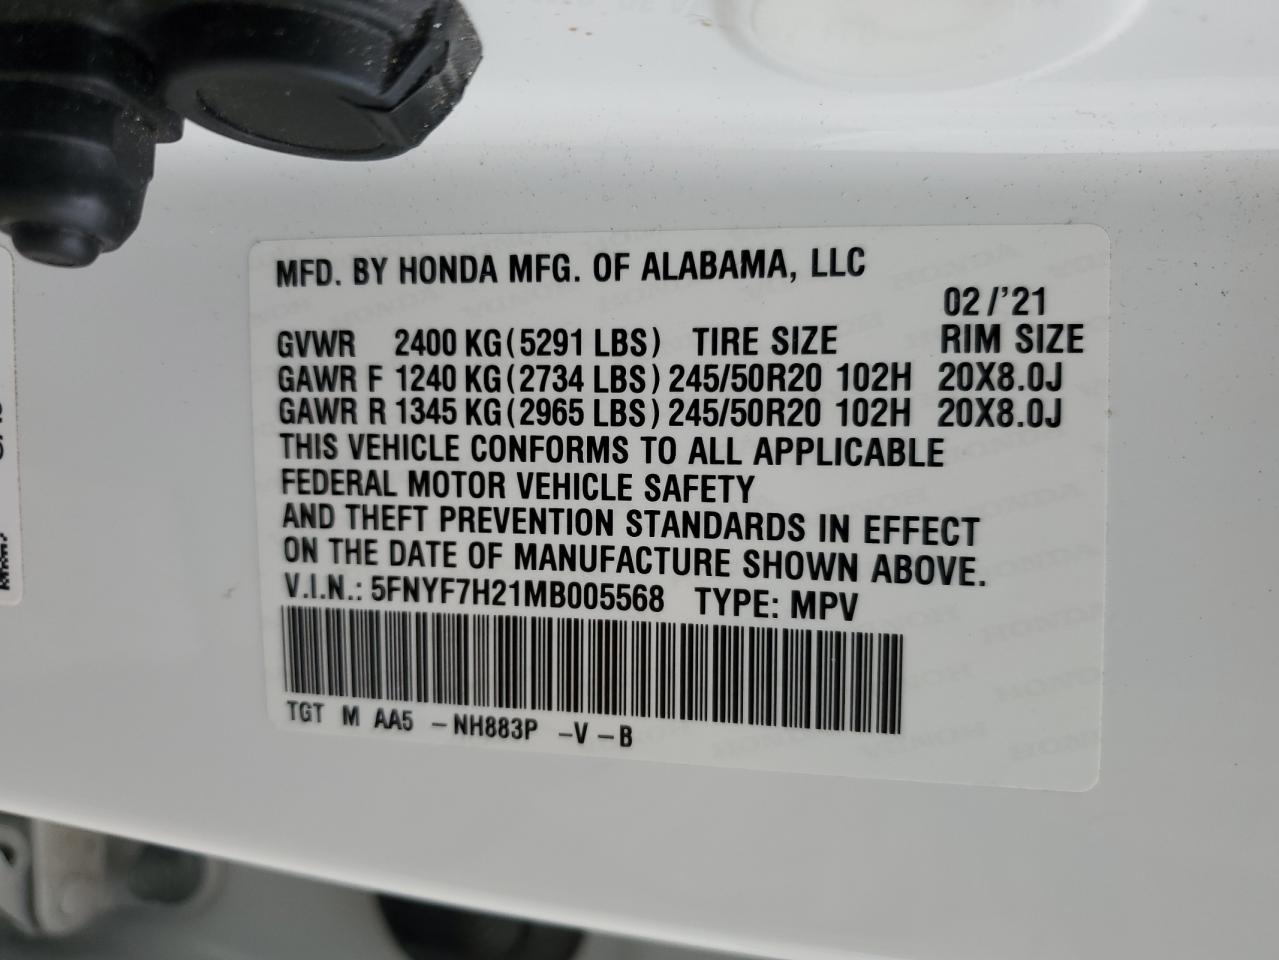 MFD. BY HONDA MFG. OF ALABAMA, LLC
02 /'21
GVWR 2400 KG(5291 LBS) TIRE SIZE RIM SIZE
GAWR F 1240 KG(2734 LBS) 245/50R20 102H 20X8.0J
GAWR R 1345 KG(2965 LBS) 245/50R20 102H 20X8.0J
THIS VEHICLE CONFORMS TO ALL APPLICABLE
FEDERAL MOTOR VEHICLE SAFETY
AND THEFT PREVENTION STANDARDS IN EFFECT
ON THE DATE OF MANUFACTURE SHOWN ABOVE.
V.I.N.: 5FNYF7H21MB005568 TYPE: MPV
TGT M AA5 -NH883P -V -B